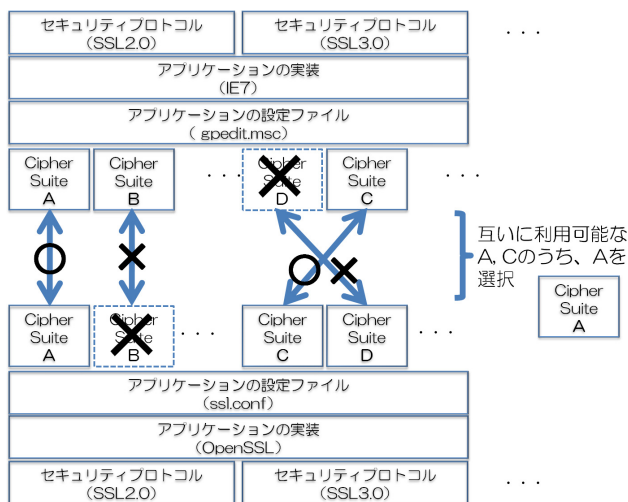 セキュリティプロトコル
(SSL2.0)
セキュリティプロトコル
(SSL3.0)
. . .
アプリケーションの実装
(IE7)
アプリケーションの設定ファイル
( gpedit.msc)
Cipher
Suite
A
Cipher
Suite
B
. . .
Cipher
Suite
D
Cipher
Suite
C
. . .
互いに利用可能な
A, Cのうち、Aを
選択
Cipher
Suite
A
Cipher
Suite
A
Cipher
Suite
B
. . .
Cipher
Suite
C
Cipher
Suite
D
. . .
アプリケーションの設定ファイル
(ssl.conf)
アプリケーションの実装
(OpenSSL)
セキュリティプロトコル
(SSL2.0)
セキュリティプロトコル
(SSL3.0)
. . .